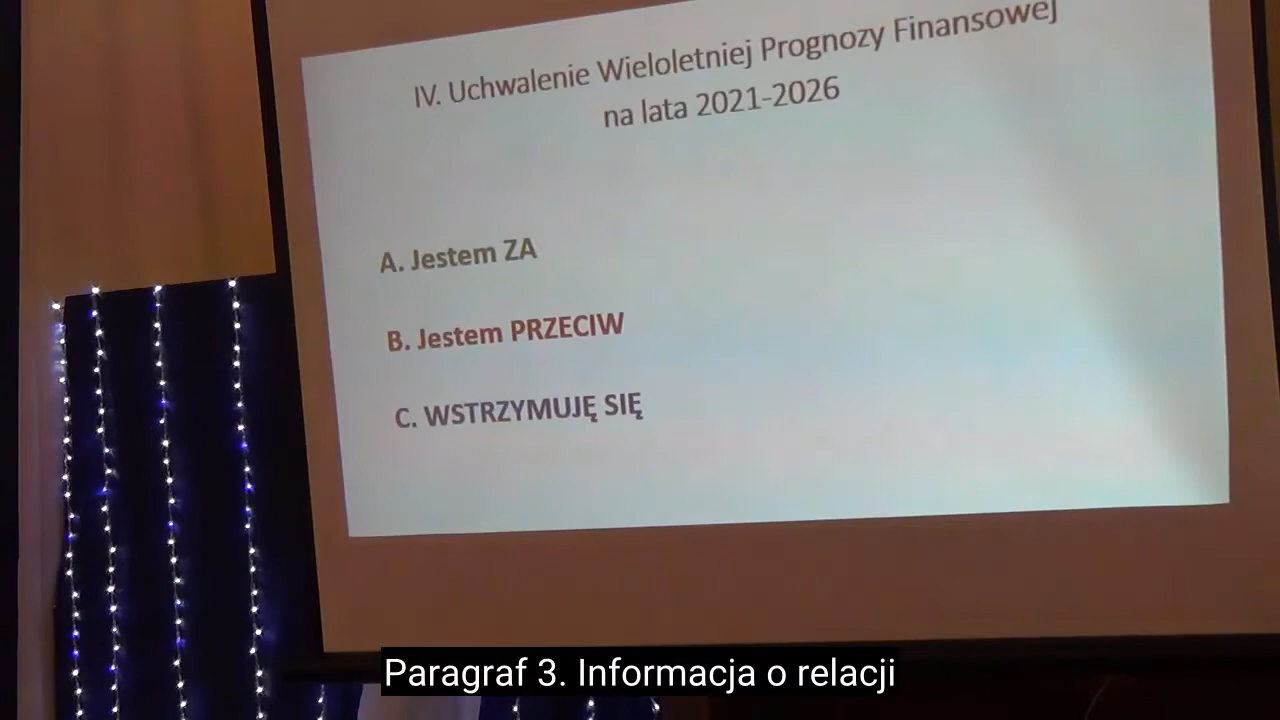 IV. Uchwalenie Wieloletniej Prognozy Finansowej
na lata 2021-2026
A. Jestem ZA
B. Jestem PRZECIW
C. WSTRZYMUJĘ SIĘ
Paragraf 3. Informacja o relacji